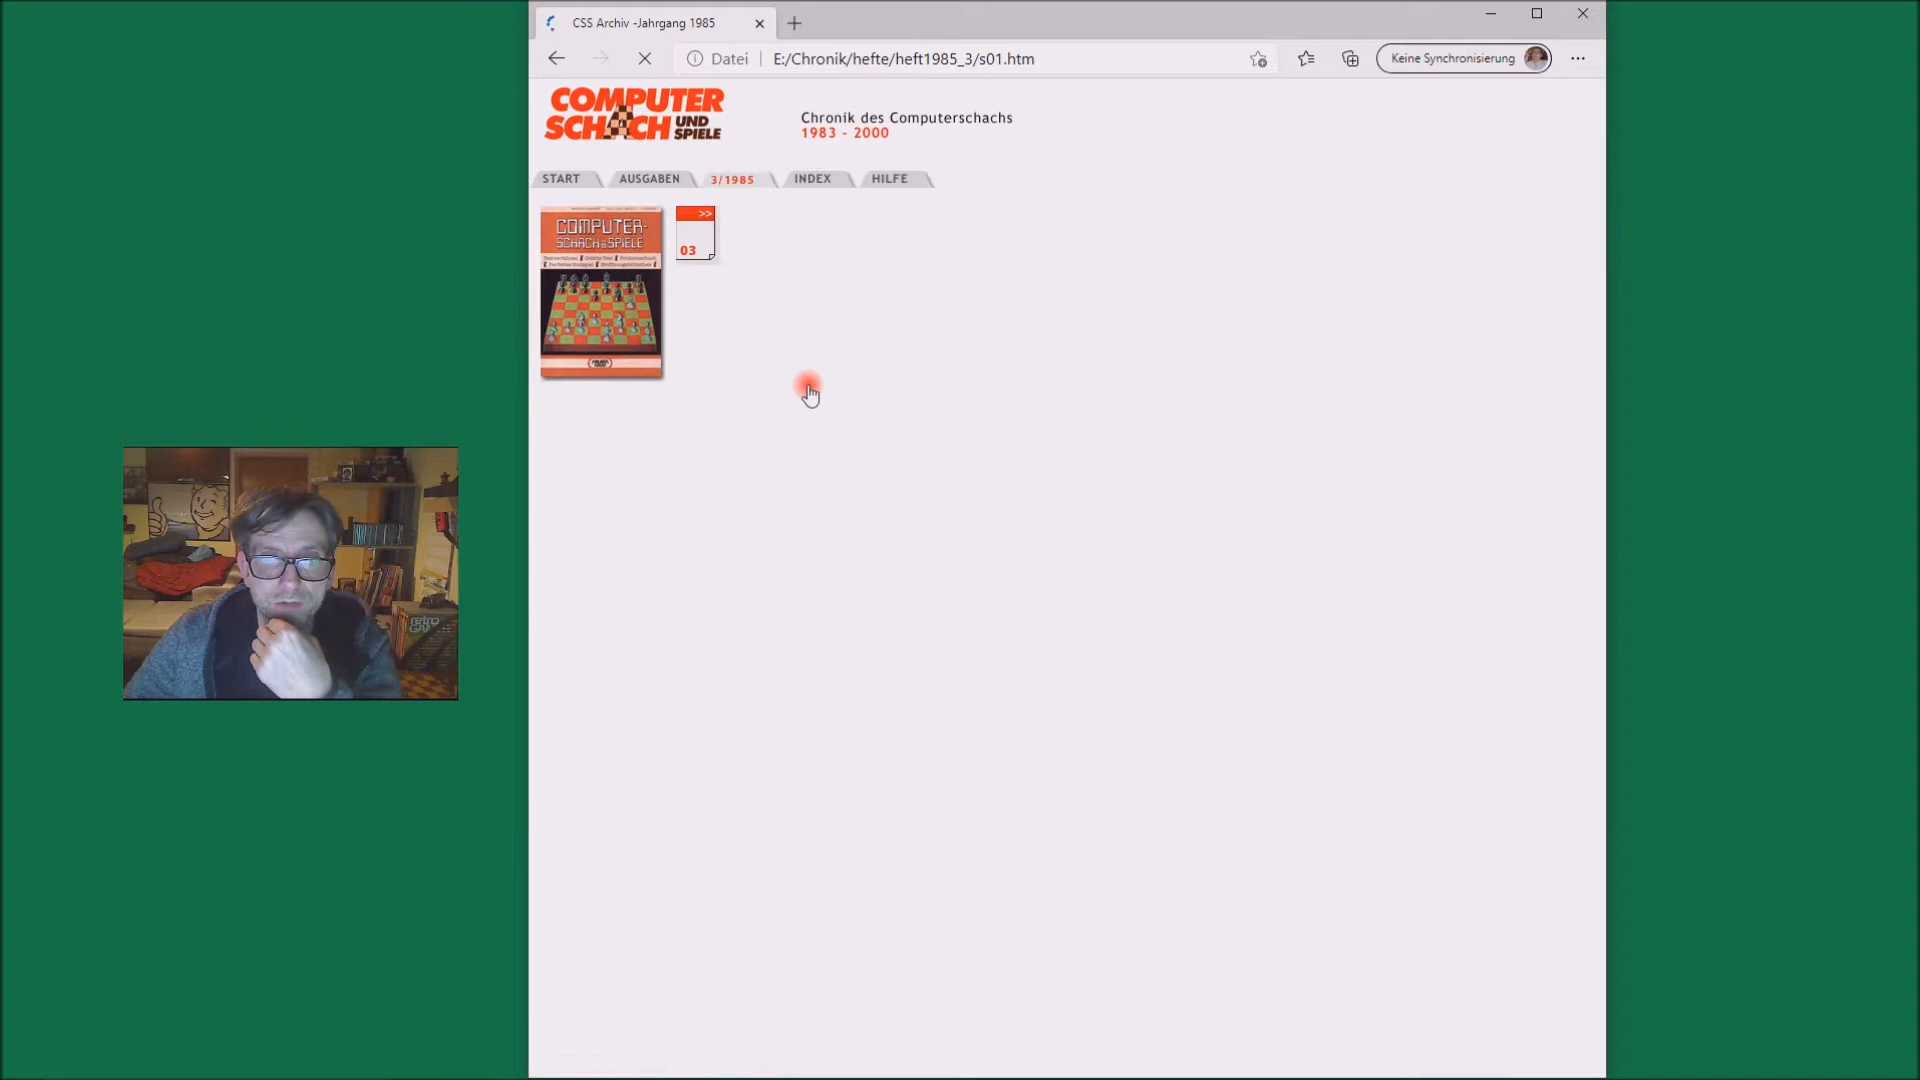 CSS Archiv -Jahrgang 1985
Datei
E:/Chronik/hefte/heft1985_3/s01.htm
Keine Synchronisierung
COMPUTER
SCHACH UND
SPIELE
Chronik des Computerschachs
1983 - 2000
START
AUSGABEN
3/1985
INDEX
HILFE
COMPUTER-
SCHACH & SPIELE
>>
03
retro